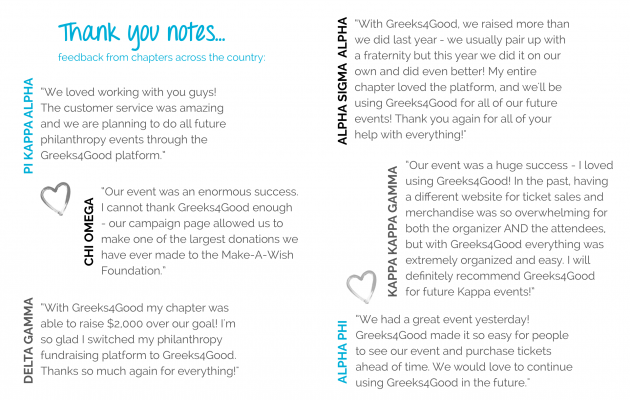 Thank you notes...
feedback from chapters across the country:
PI KAPPA ALPHA
"We loved working with you guys!
The customer service was amazing
and we are planning to do all future
philanthropy events through the
Greeks4Good platform."
CHI OMEGA
"Our event was an enormous success.
I cannot thank Greeks4Good enough
- our campaign page allowed us to
make one of the largest donations we
have ever made to the Make-A-Wish
Foundation."
DELTA GAMMA
"With Greeks4Good my chapter was
able to raise $2,000 over our goal! I'm
so glad I switched my philanthropy
fundraising platform to Greeks4Good.
Thanks so much again for everything!"
ALPHA SIGMA ALPHA
"With Greeks4Good, we raised more than
we did last year - we usually pair up with
a fraternity but this year we did it on our
own and did even better! My entire
chapter loved the platform, and we'll be
using Greeks4Good for all of our future
events! Thank you again for all of your
help with everything!"
KAPPA KAPPA GAMMA
"Our event was a huge success - I loved
using Greeks4Good! In the past, having
a different website for ticket sales and
merchandise was so overwhelming for
both the organizer AND the attendees,
but with Greeks4Good everything was
extremely organized and easy. I will
definitely recommend Greeks4Good
for future Kappa events!"
ALPHA PHI
"We had a great event yesterday!
Greeks4Good made it so easy for people
to see our event and purchase tickets
ahead of time. We would love to continue
using Greeks4Good in the future."